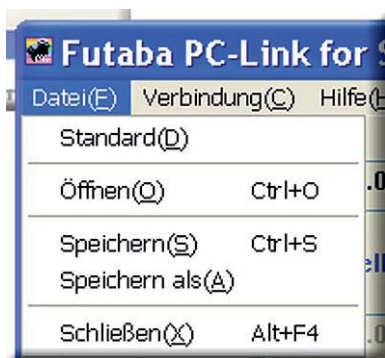 Futaba PC-Link for
Datei(F) Verbindung(C) Hilfe(H
Standard(D)
Öffnen(O) Ctrl+O
Speichern(S) Ctrl+S
Speichern als(A)
Schließen(X) Alt+F4